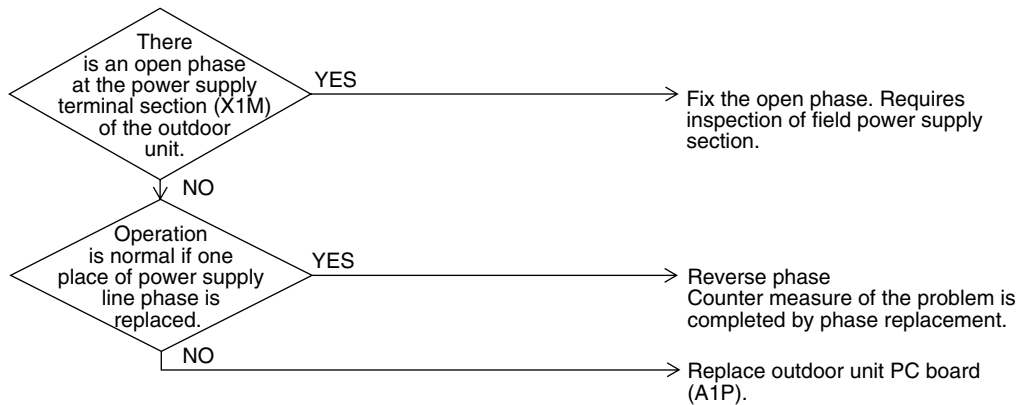 There
is an open phase
at the power supply
terminal section (X1M)
of the outdoor
unit.
YES
Fix the open phase. Requires
inspection of field power supply
section.
NO
Operation
is normal if one
place of power supply
line phase is
replaced.
YES
Reverse phase
Counter measure of the problem is
completed by phase replacement.
NO
Replace outdoor unit PC board
(A1P).